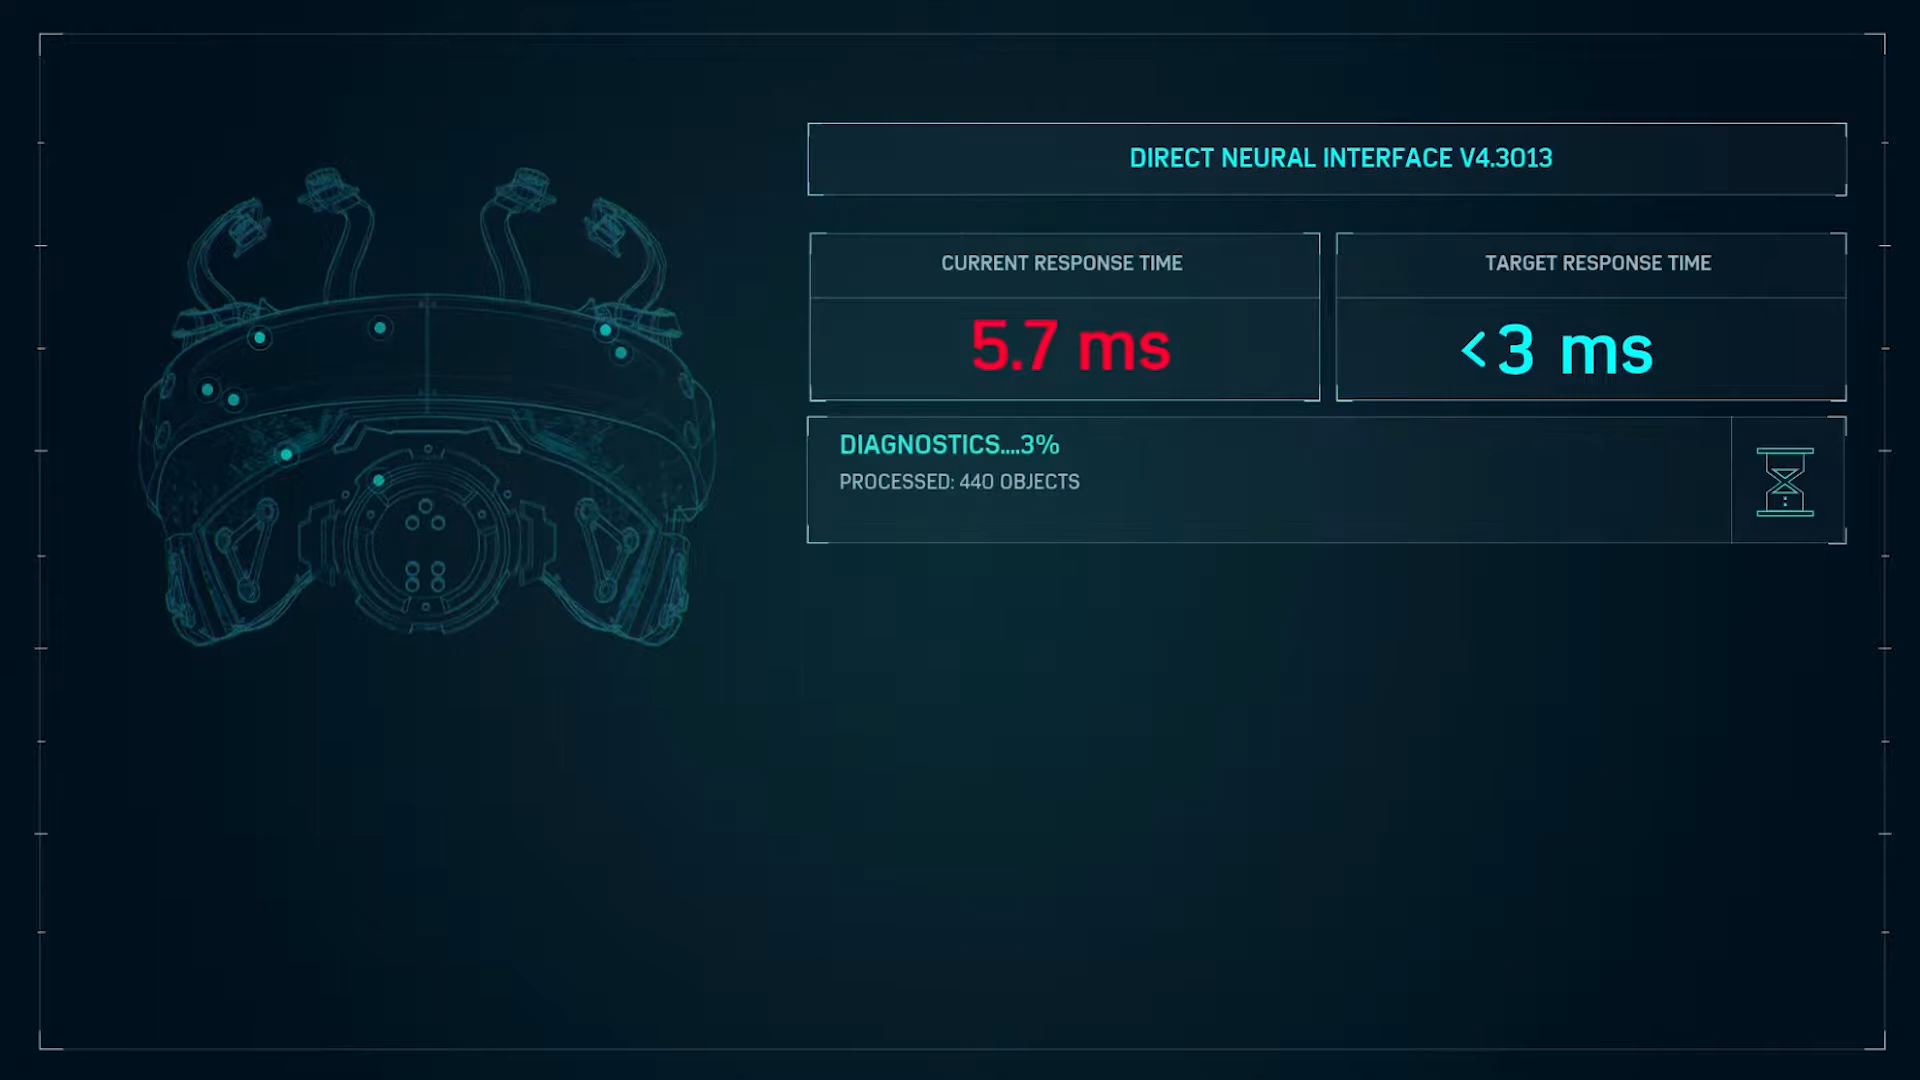 DIRECT NEURAL INTERFACE V4.3013
CURRENT RESPONSE TIME
5.7 ms
TARGET RESPONSE TIME
<3 ms
DIAGNOSTICS....3%
PROCESSED: 440 OBJECTS